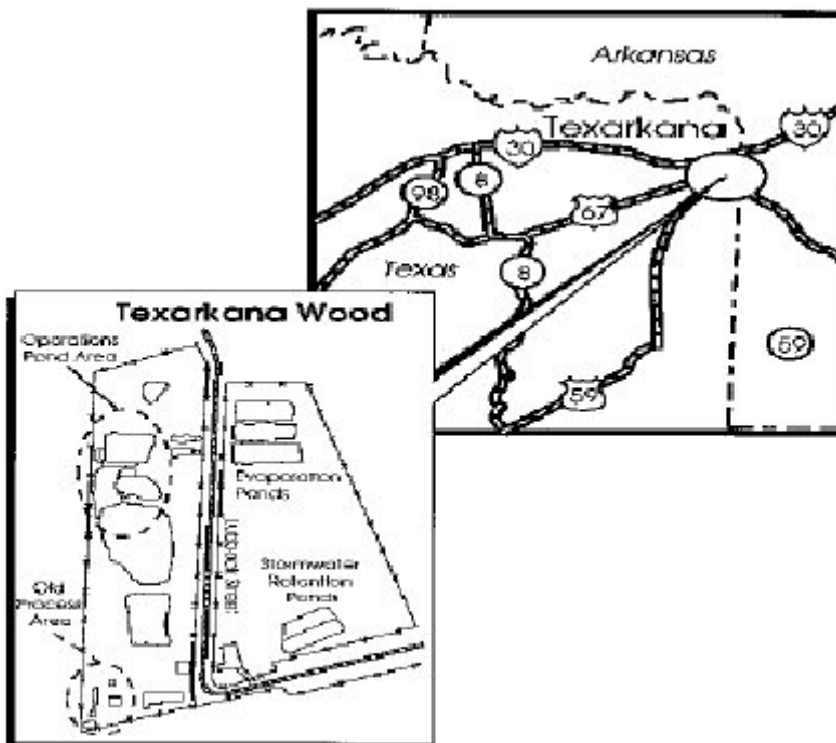 Arkansas
Texarkana
30
30
98
8
67
Texas
8
59
59
Texarkana Wood
Operations
Pond Area
Evaporation
Ponds
Stormwater
Retention
Ponds
Old
Process
Area